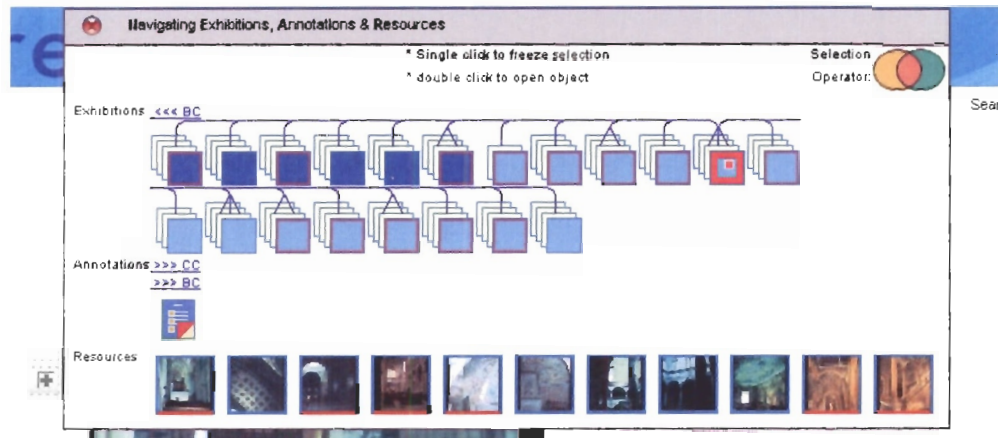 Navigating Exhibitions, Annotations & Resources
* Single click to freeze selection
* double click to open object
Selection
Operator:
Sear
Exhibitions <<< BC
Annotations >>> CC
>>> BC
Resources